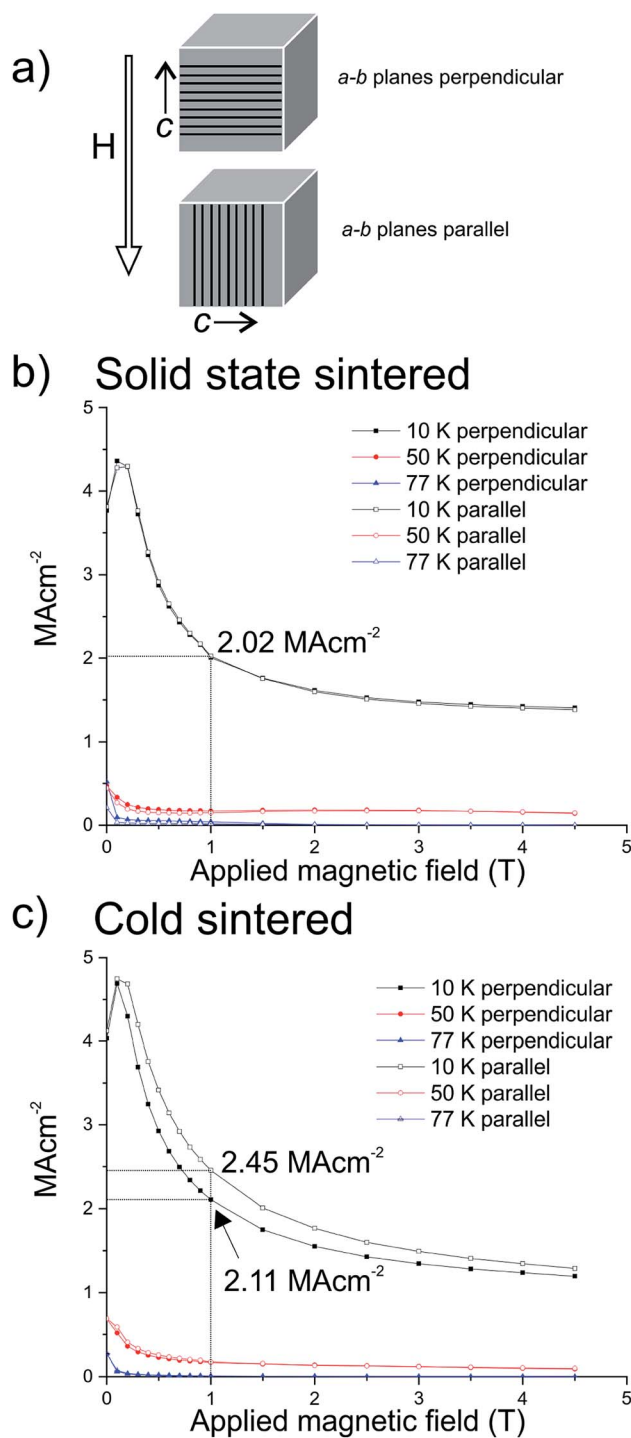 a)
H
c
a-b planes perpendicular
c
a-b planes parallel
b) Solid state sintered
5
4
3
2
1
0
MAcm⁻²
10 K perpendicular
50 K perpendicular
77 K perpendicular
10 K parallel
50 K parallel
77 K parallel
2.02 MAcm⁻²
0 1 2 3 4 5
Applied magnetic field (T)
c) Cold sintered
5
4
3
2
1
0
MAcm⁻²
10 K perpendicular
50 K perpendicular
77 K perpendicular
10 K parallel
50 K parallel
77 K parallel
2.45 MAcm⁻²
2.11 MAcm⁻²
0 1 2 3 4 5
Applied magnetic field (T)